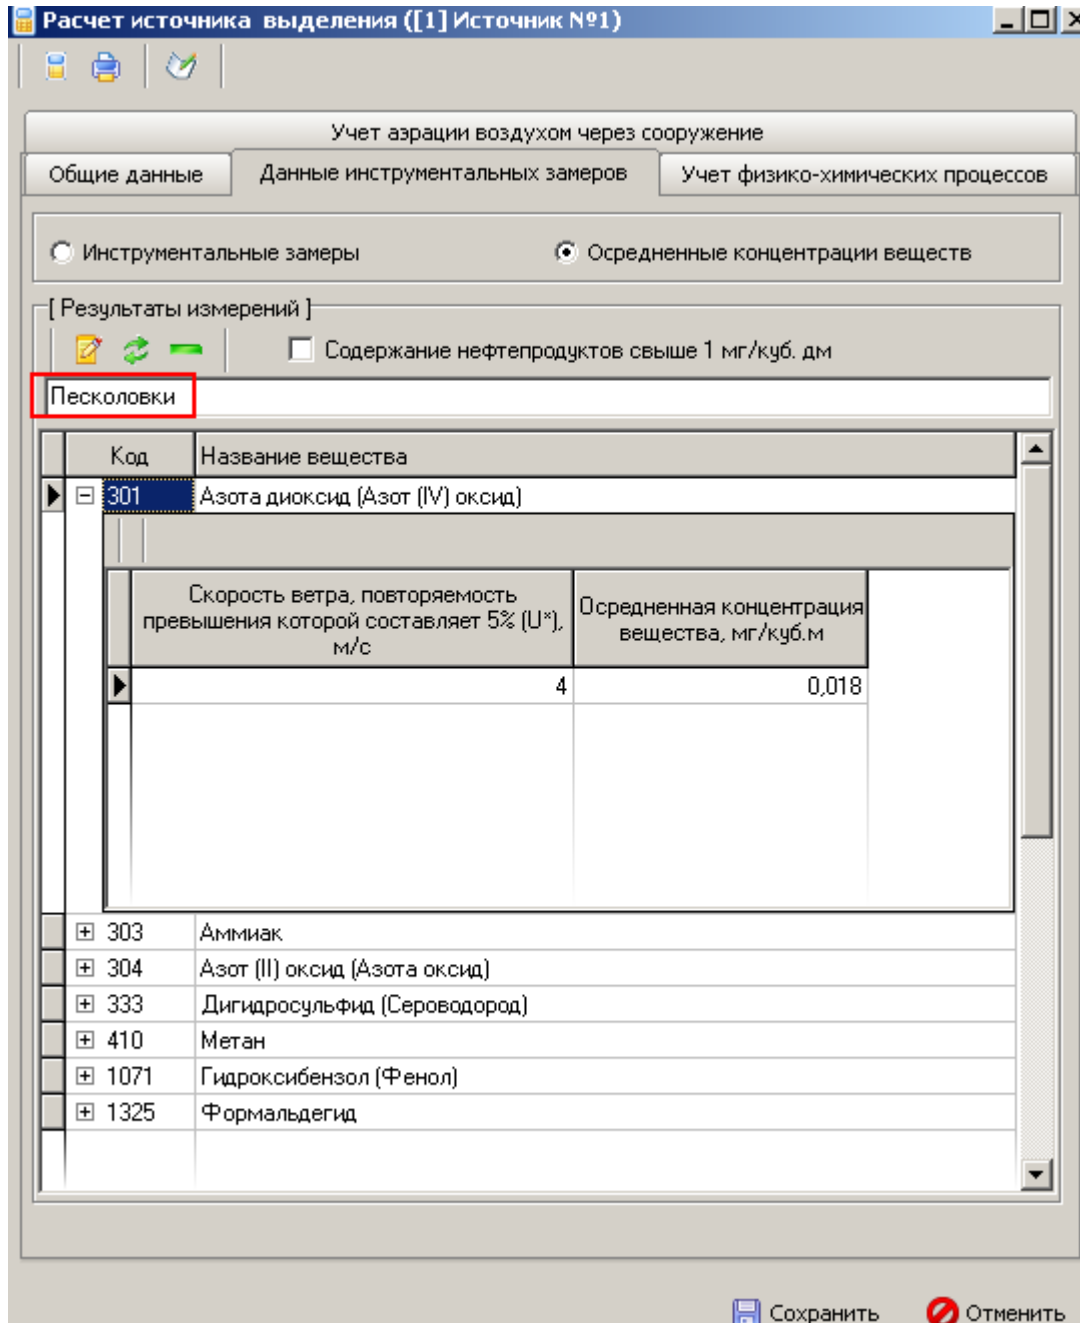 Расчет источника выделения ([1] Источник №1)
Учет аэрации воздухом через сооружение
Общие данные
Данные инструментальных замеров
Учет физико-химических процессов
Инструментальные замеры
Осредненные концентрации веществ
[ Результаты измерений ]
Содержание нефтепродуктов свыше 1 мг/куб. дм
Песколовки
Код Название вещества
301 Азота диоксид (Азот (IV) оксид)
Скорость ветра, повторяемость
превышения которой составляет 5% (U*),
м/с
Осредненная концентрация
вещества, мг/куб.м
4 0,018
303 Аммиак
304 Азот (II) оксид (Азота оксид)
333 Дигидросульфид (Сероводород)
410 Метан
1071 Гидроксибензол (Фенол)
1325 Формальдегид
Сохранить
Отменить